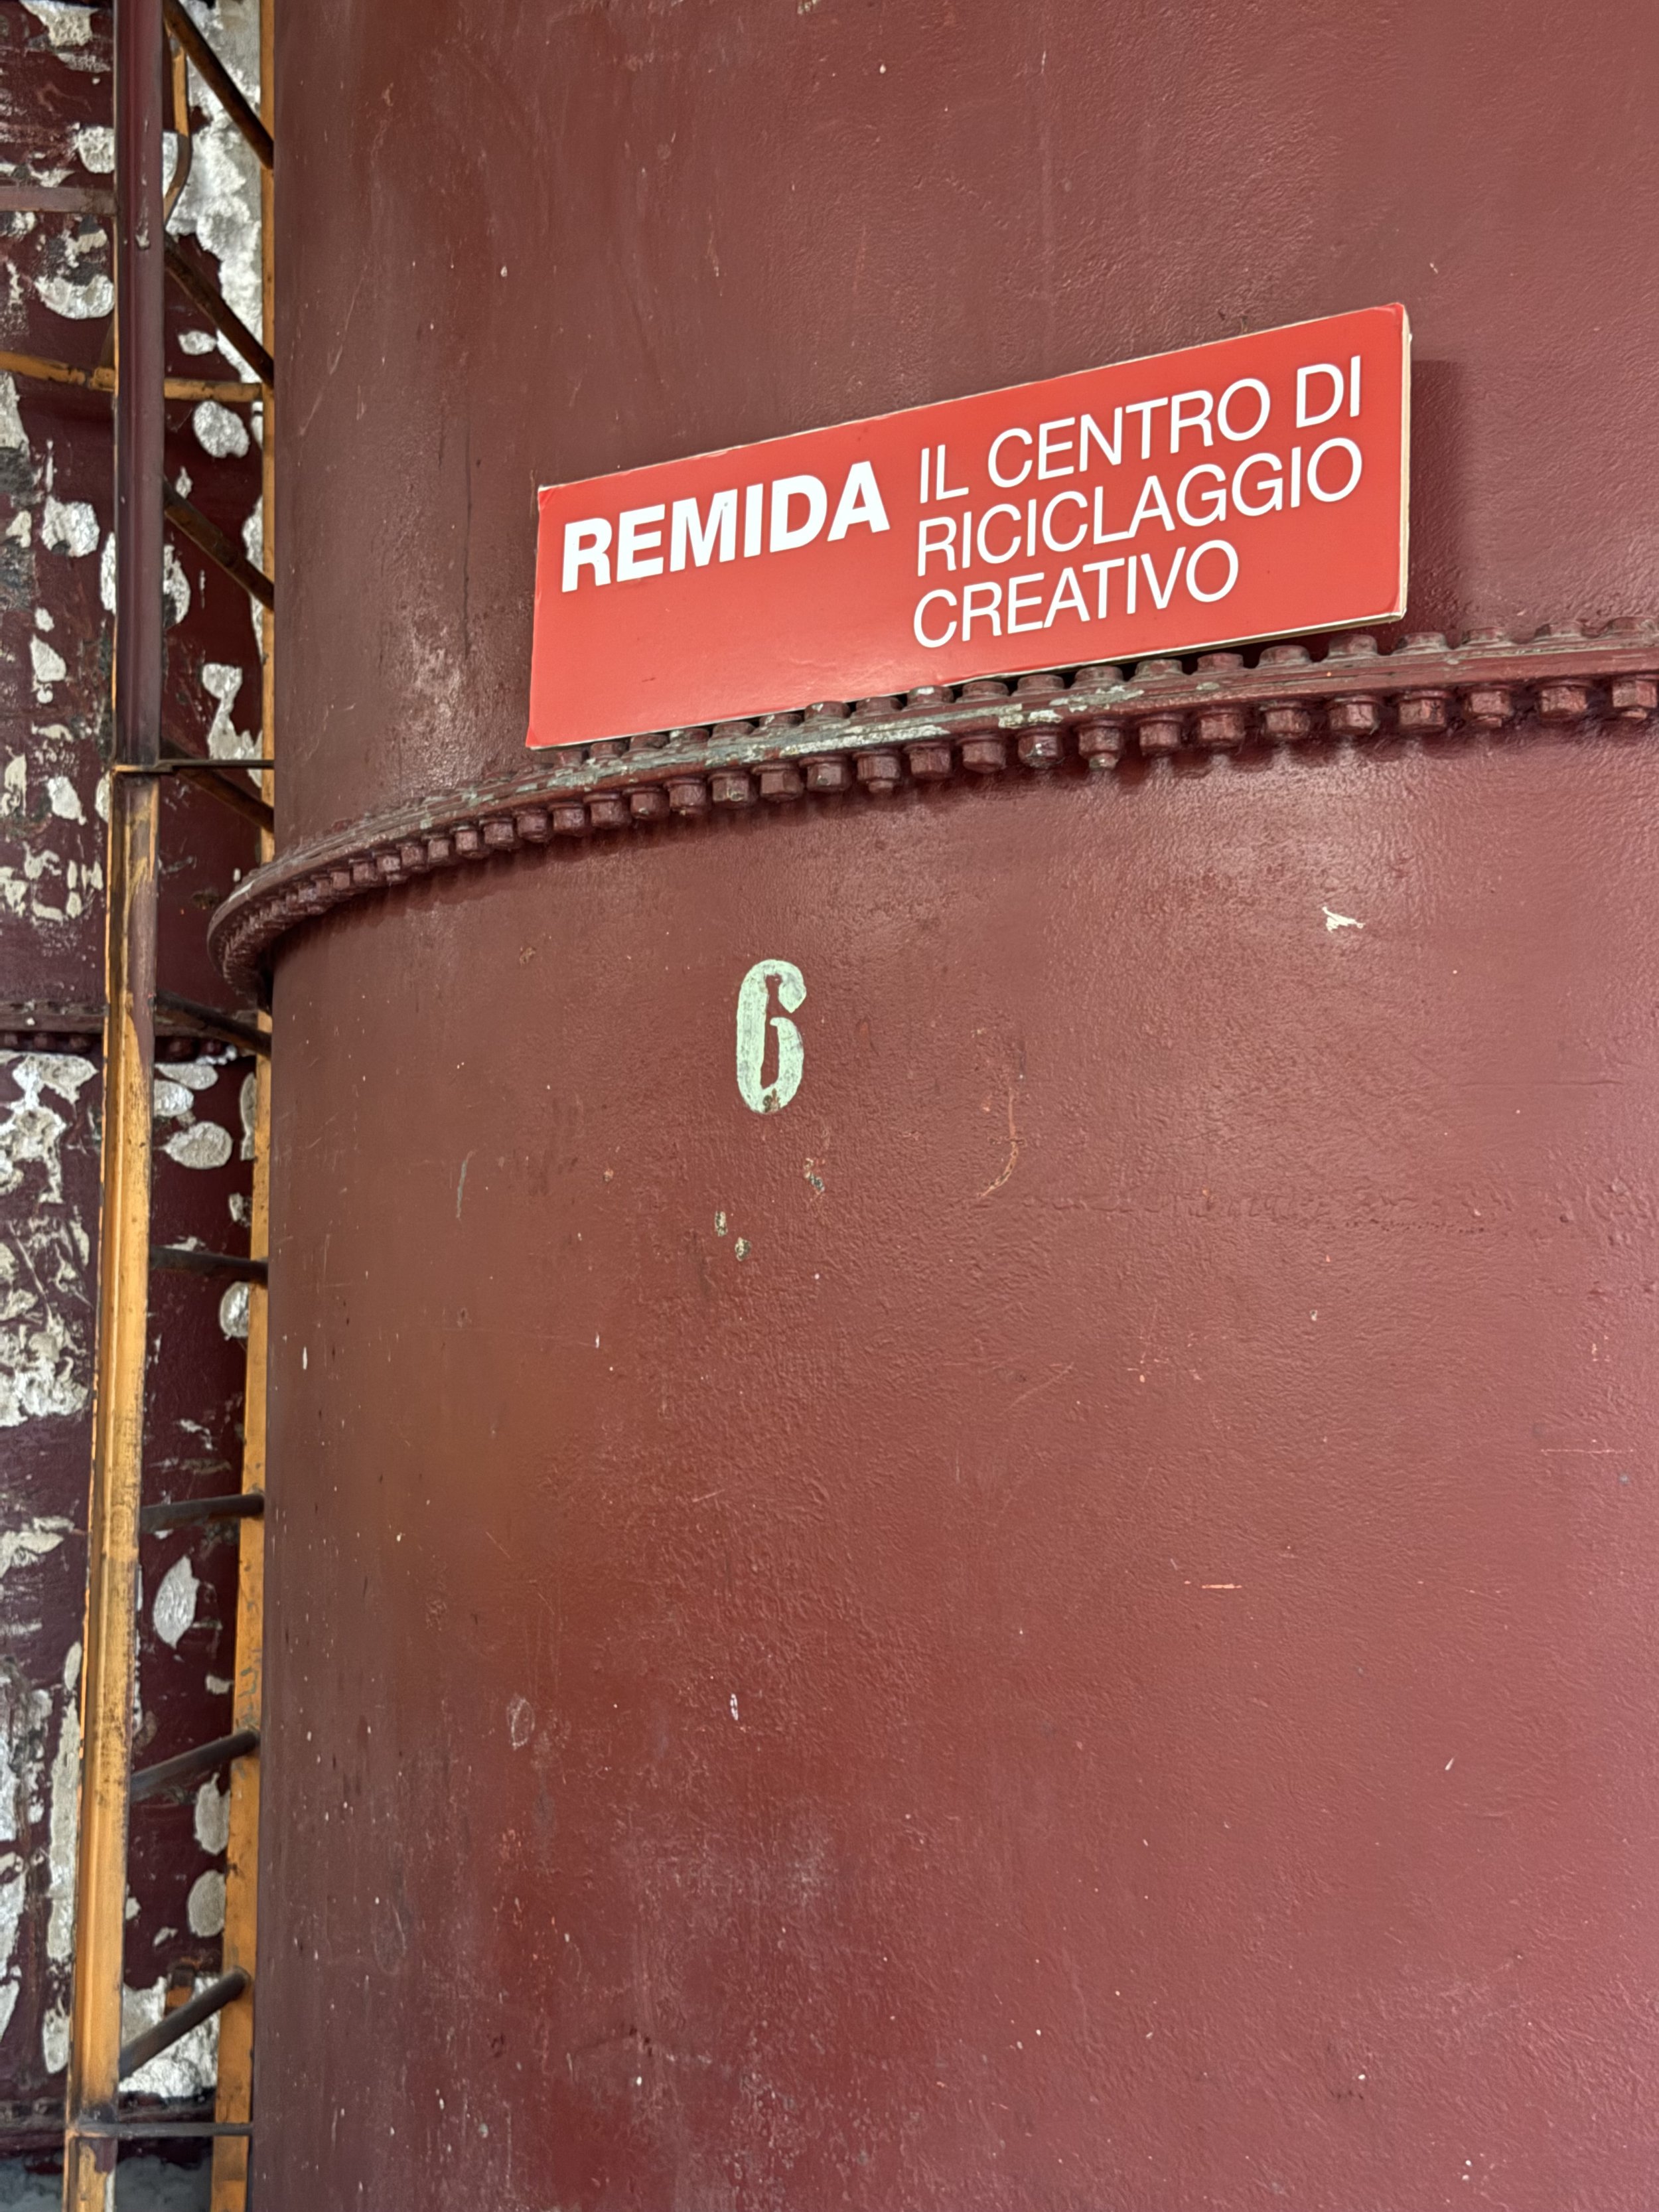 REMIDA IL CENTRO DI
RICICLAGGIO
CREATIVO
6